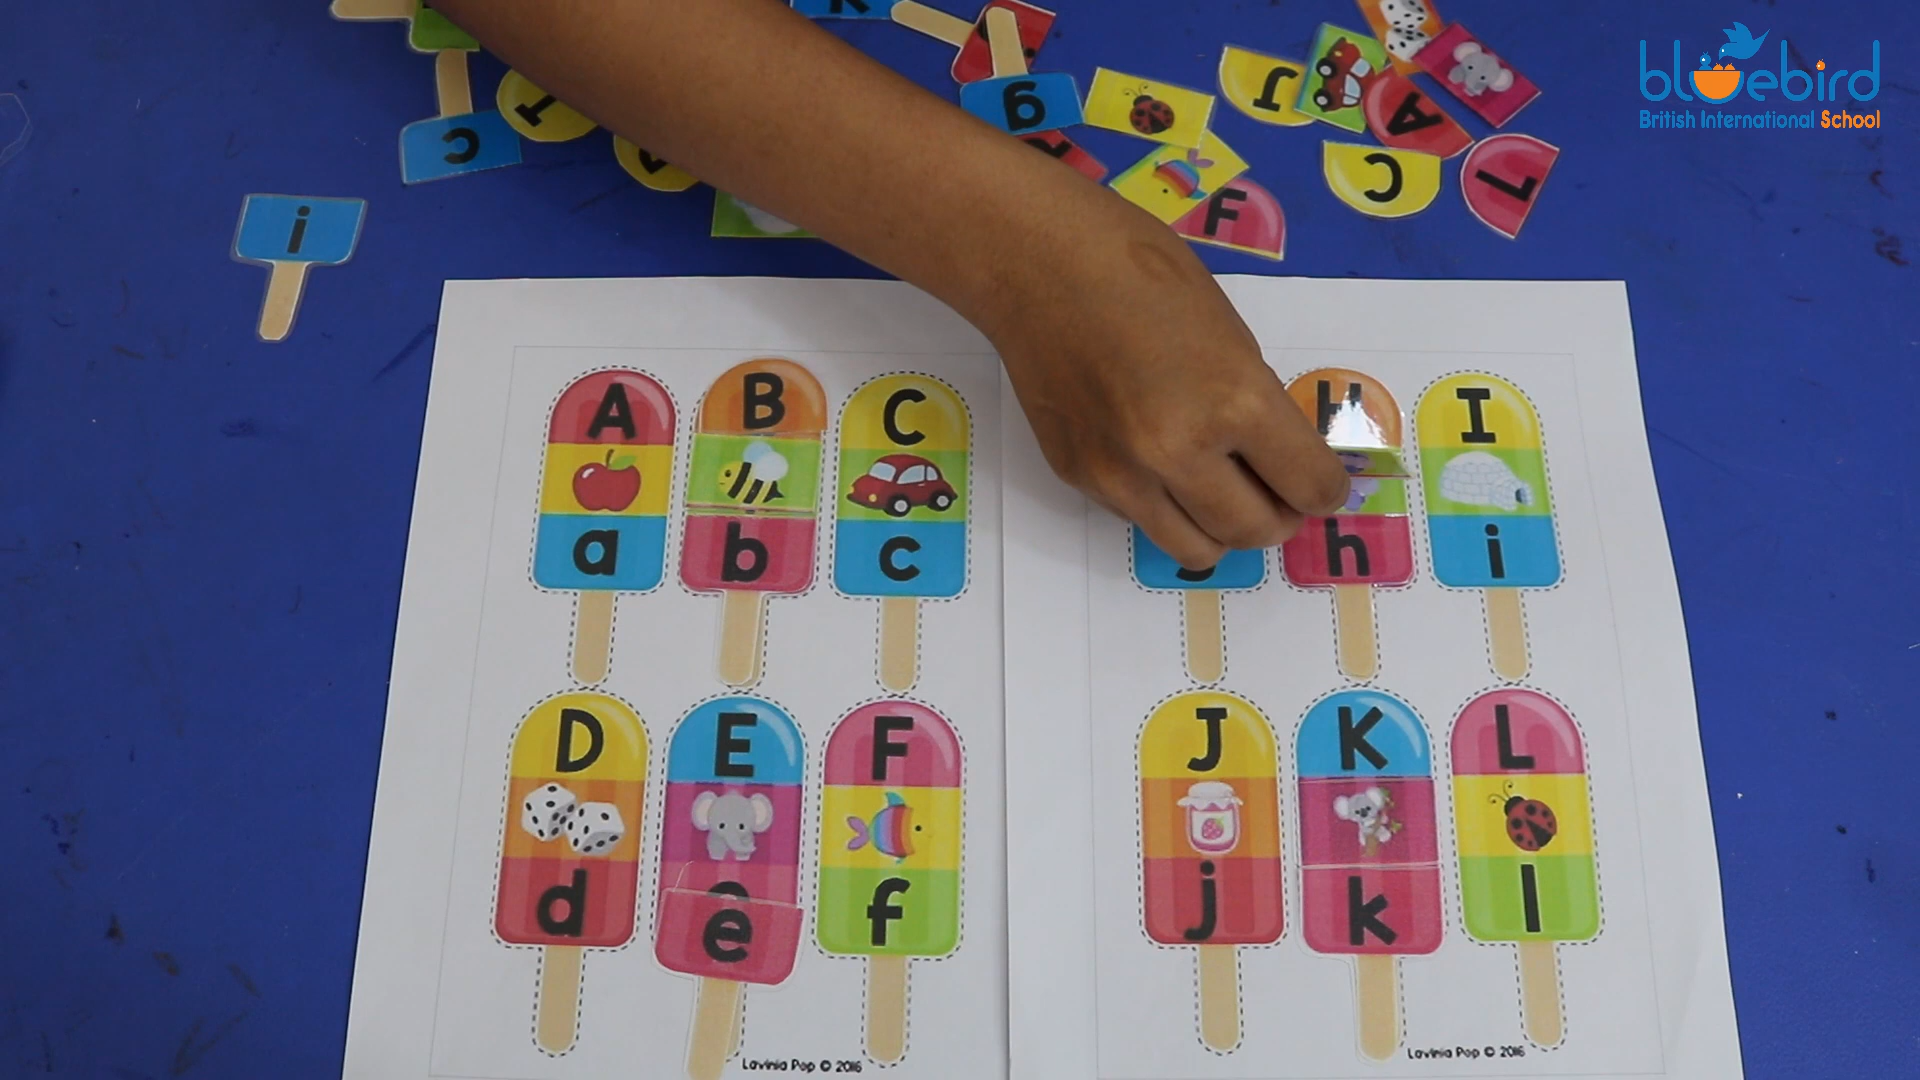 bluebird
British International School
K
g
c
I
i
J
A
C
L
F
A
B
C
a
b
c
H
I
h
i
D
E
F
d
e
e
f
J
K
L
j
k
l
Lavinia Pop © 2016
Lavinia Pop © 2016